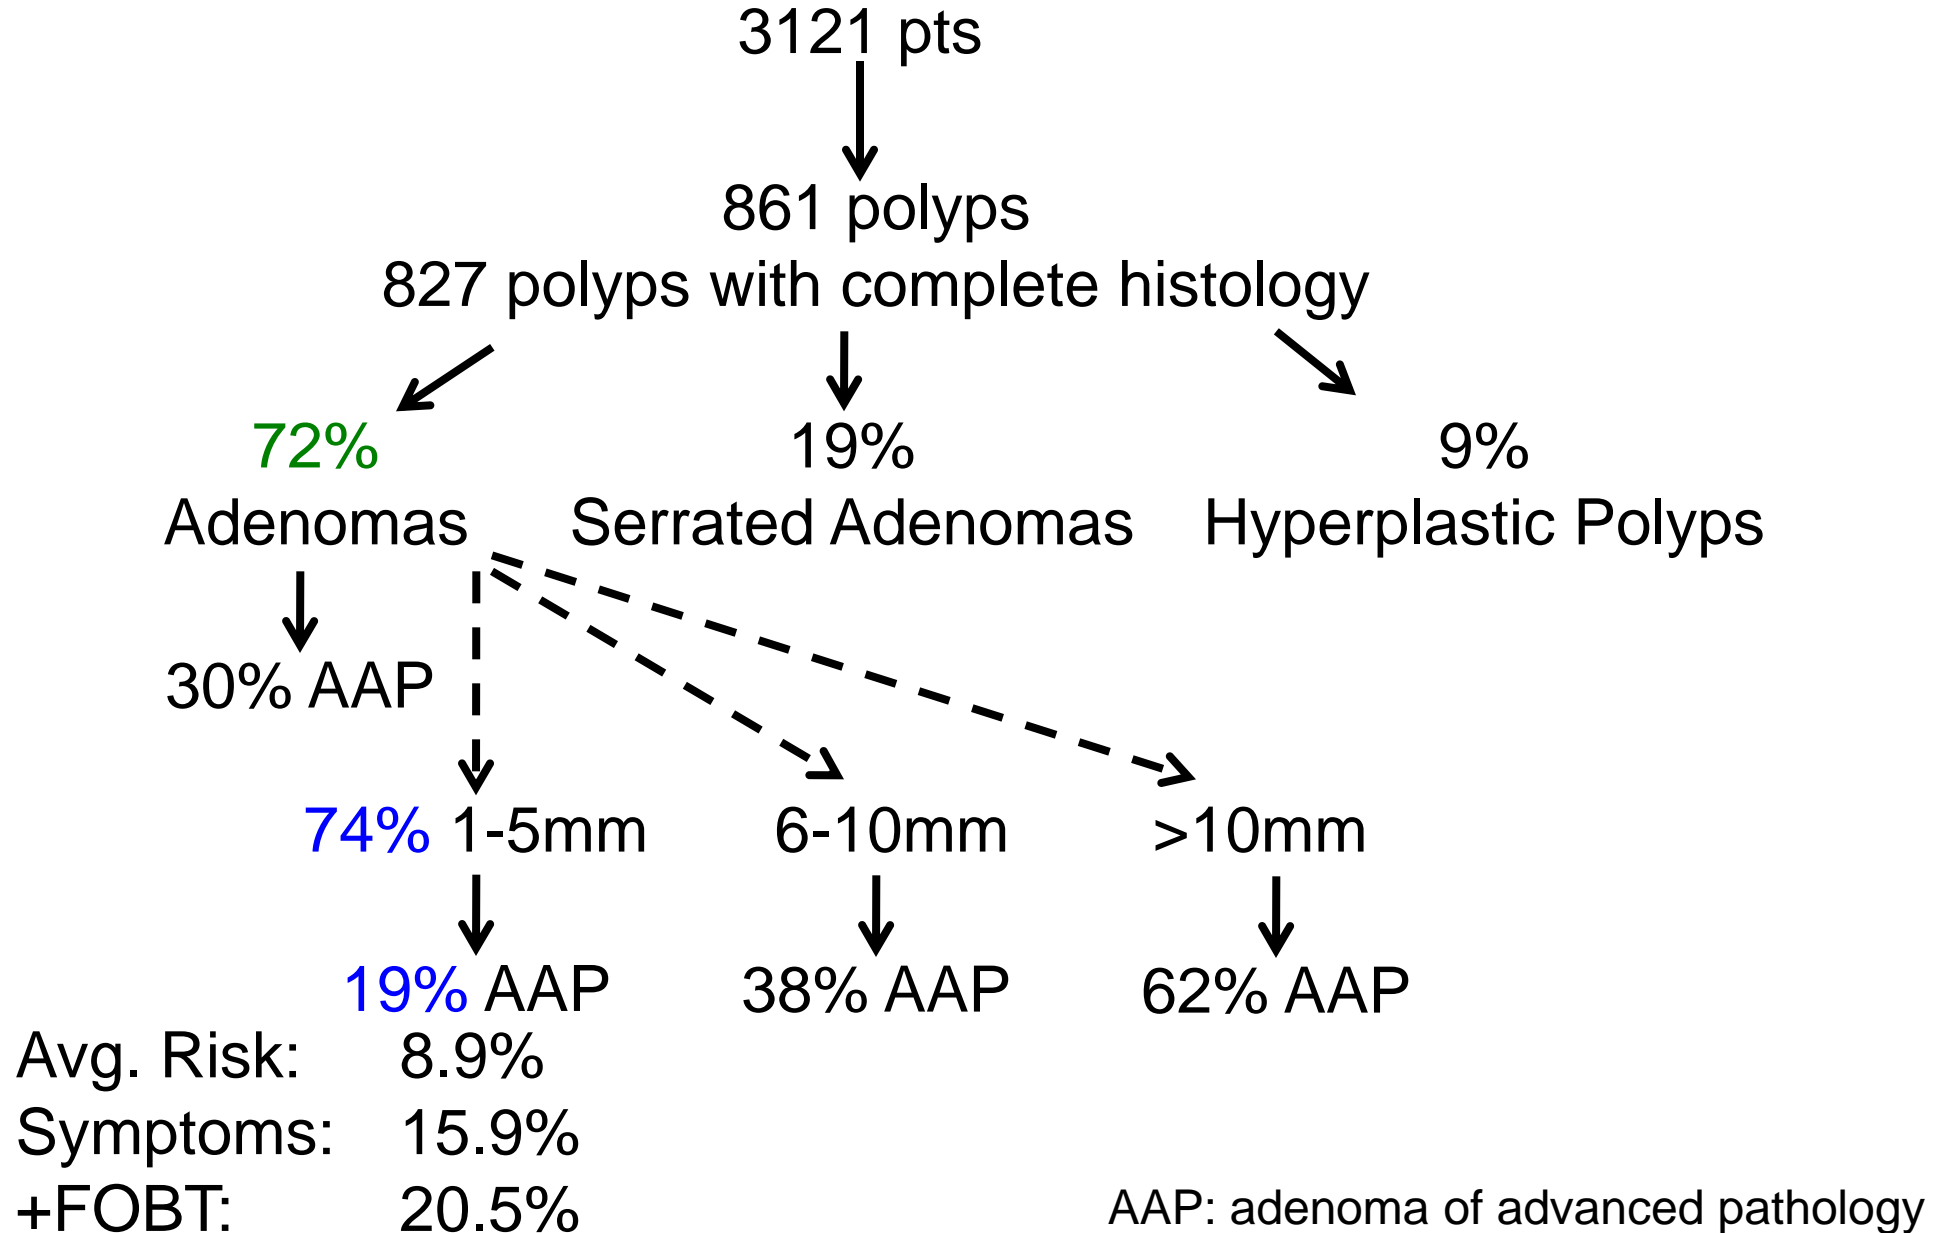 3121 pts
861 polyps
827 polyps with complete histology
72% 19% 9%
Adenomas Serrated Adenomas Hyperplastic Polyps
30% AAP
74% 1-5mm 6-10mm >10mm
19% AAP 38% AAP 62% AAP
Avg. Risk: 8.9%
Symptoms: 15.9%
+FOBT: 20.5%
AAP: adenoma of advanced pathology